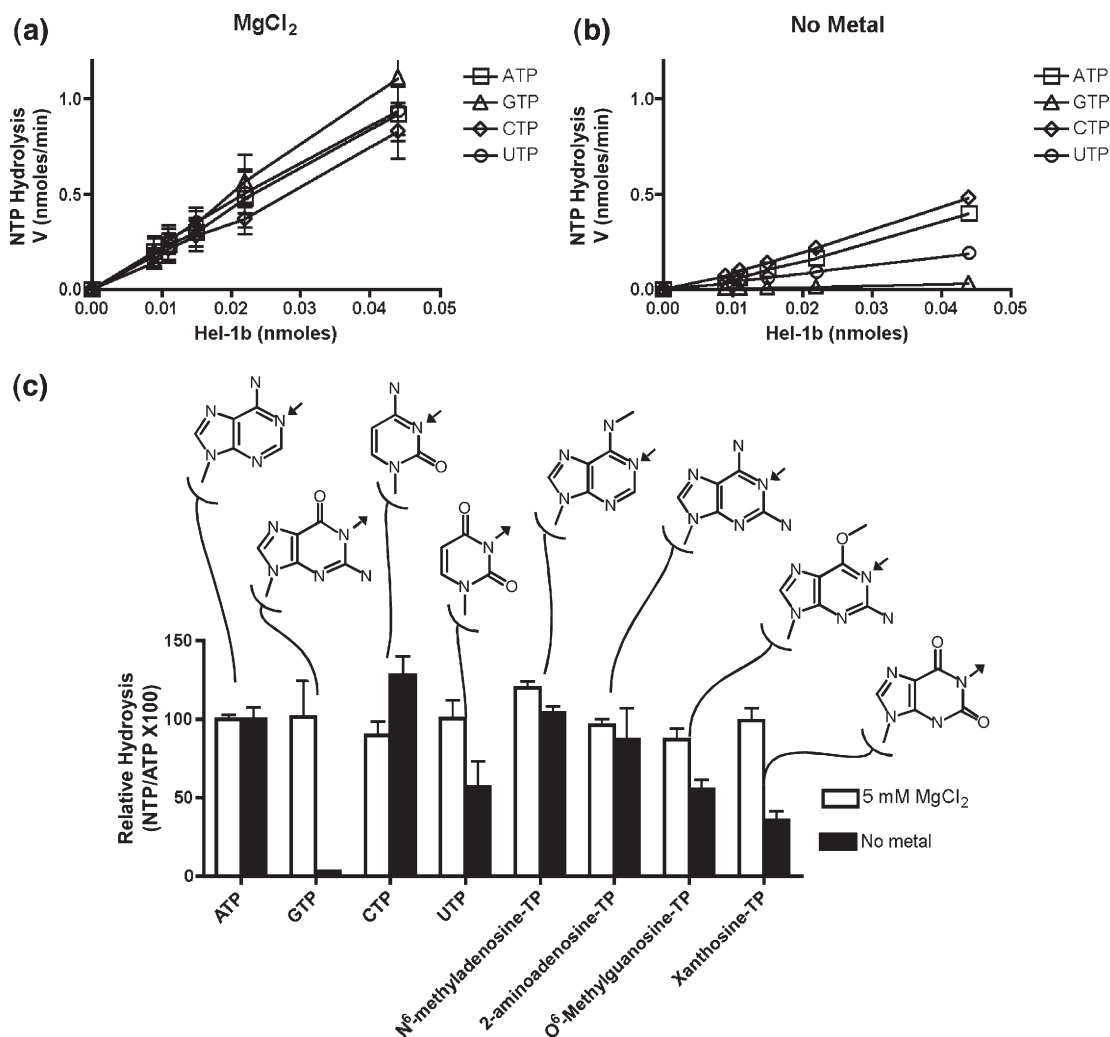 (a)
MgCl₂
NTP Hydrolysis
V (nmoles/min)
1.0
0.5
0.0
0.00 0.01 0.02 0.03 0.04 0.05
Hel-1b (nmoles)
ATP
GTP
CTP
UTP
(b)
No Metal
NTP Hydrolysis
V (nmoles/min)
1.0
0.5
0.0
0.00 0.01 0.02 0.03 0.04 0.05
Hel-1b (nmoles)
ATP
GTP
CTP
UTP
(c)
N N N N N
N N N O
O N N N N N
O N N O
N N N N N
N N N N N N
O N N N N N
O N N N N O
Relative Hydroysis
(NTP/ATP X100)
150
100
50
0
ATP
GTP
CTP
UTP
N⁶-methyladenosine-TP
2-aminoadenosine-TP
O⁶-Methylguanosine-TP
Xanthosine-TP
5 mM MgCl₂
No metal